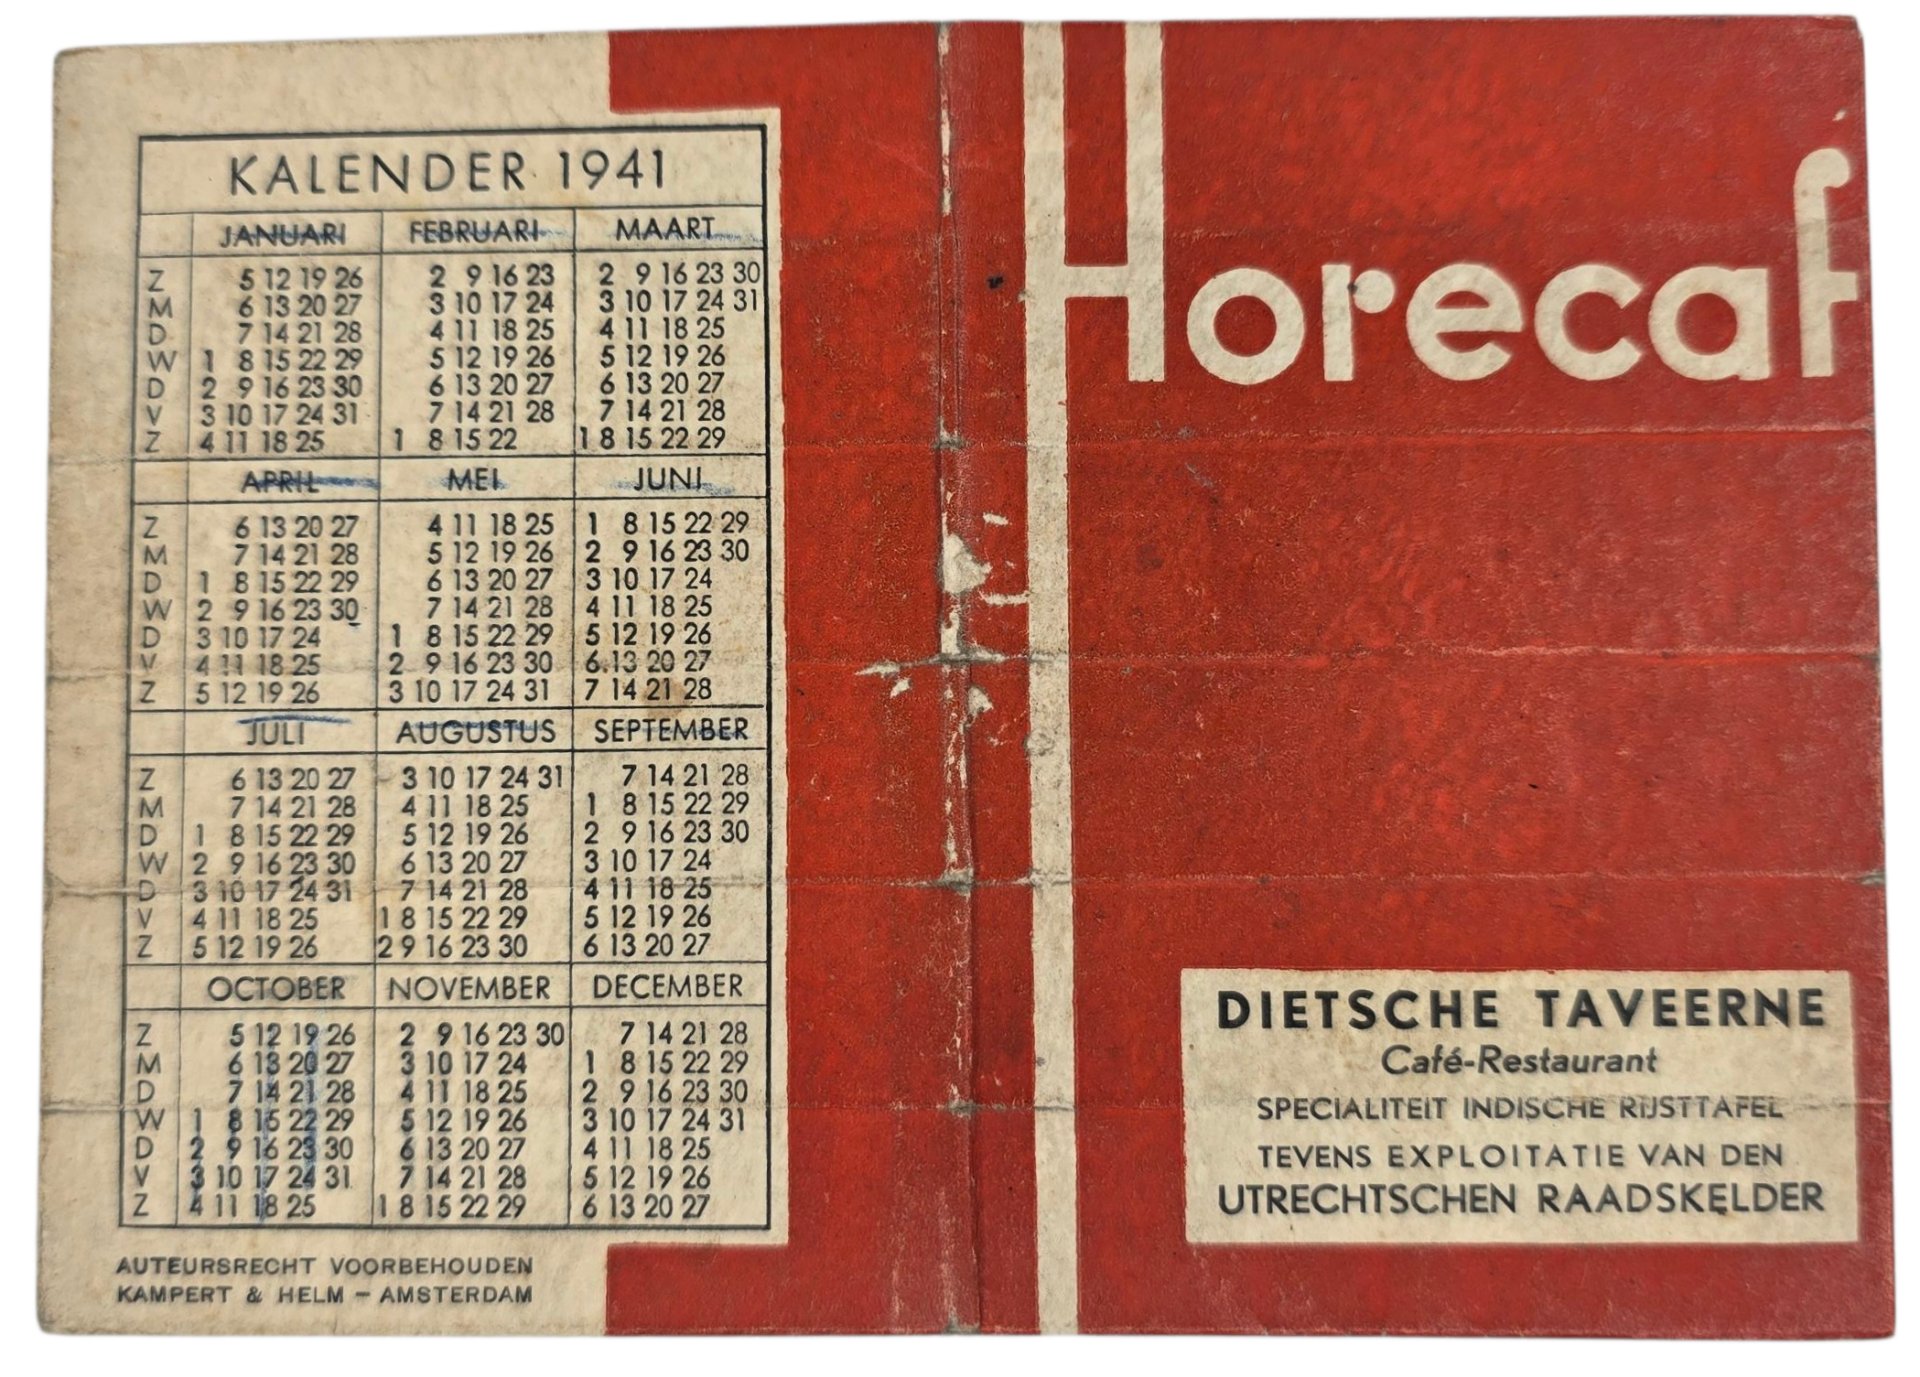 KALENDER 1941
JANUARI FEBRUARI MAART
Z 5 12 19 26 2 9 16 23 2 9 16 23 30
M 6 13 20 27 3 10 17 24 3 10 17 24 31
D 7 14 21 28 4 11 18 25 4 11 18 25
W 1 8 15 22 29 5 12 19 26 5 12 19 26
D 2 9 16 23 30 6 13 20 27 6 13 20 27
V 3 10 17 24 31 7 14 21 28 7 14 21 28
Z 4 11 18 25 1 8 15 22 1 8 15 22 29
APRIL MEI JUNI
Z 6 13 20 27 4 11 18 25 1 8 15 22 29
M 7 14 21 28 5 12 19 26 2 9 16 23 30
D 1 8 15 22 29 6 13 20 27 3 10 17 24
W 2 9 16 23 30 7 14 21 28 4 11 18 25
D 3 10 17 24 1 8 15 22 29 5 12 19 26
V 4 11 18 25 2 9 16 23 30 6 13 20 27
Z 5 12 19 26 3 10 17 24 31 7 14 21 28
JULI AUGUSTUS SEPTEMBER
Z 6 13 20 27 3 10 17 24 31 7 14 21 28
M 7 14 21 28 4 11 18 25 1 8 15 22 29
D 1 8 15 22 29 5 12 19 26 2 9 16 23 30
W 2 9 16 23 30 6 13 20 27 3 10 17 24
D 3 10 17 24 31 7 14 21 28 4 11 18 25
V 4 11 18 25 1 8 15 22 29 5 12 19 26
Z 5 12 19 26 2 9 16 23 30 6 13 20 27
OCTOBER NOVEMBER DECEMBER
Z 5 12 19 26 2 9 16 23 30 7 14 21 28
M 6 13 20 27 3 10 17 24 1 8 15 22 29
D 7 14 21 28 4 11 18 25 2 9 16 23 30
W 1 8 15 22 29 5 12 19 26 3 10 17 24 31
D 2 9 16 23 30 6 13 20 27 4 11 18 25
V 3 10 17 24 31 7 14 21 28 5 12 19 26
Z 4 11 18 25 1 8 15 22 29 6 13 20 27
AUTEURSRECHT VOORBEHOUDEN
KAMPERT & HELM – AMSTERDAM
Horecaf
DIETSCHE TAVEERNE
Café-Restaurant
SPECIALITEIT INDISCHE RIJSTTAFEL
TEVENS EXPLOITATIE VAN DEN
UTRECHTSCHEN RAADSKELDER